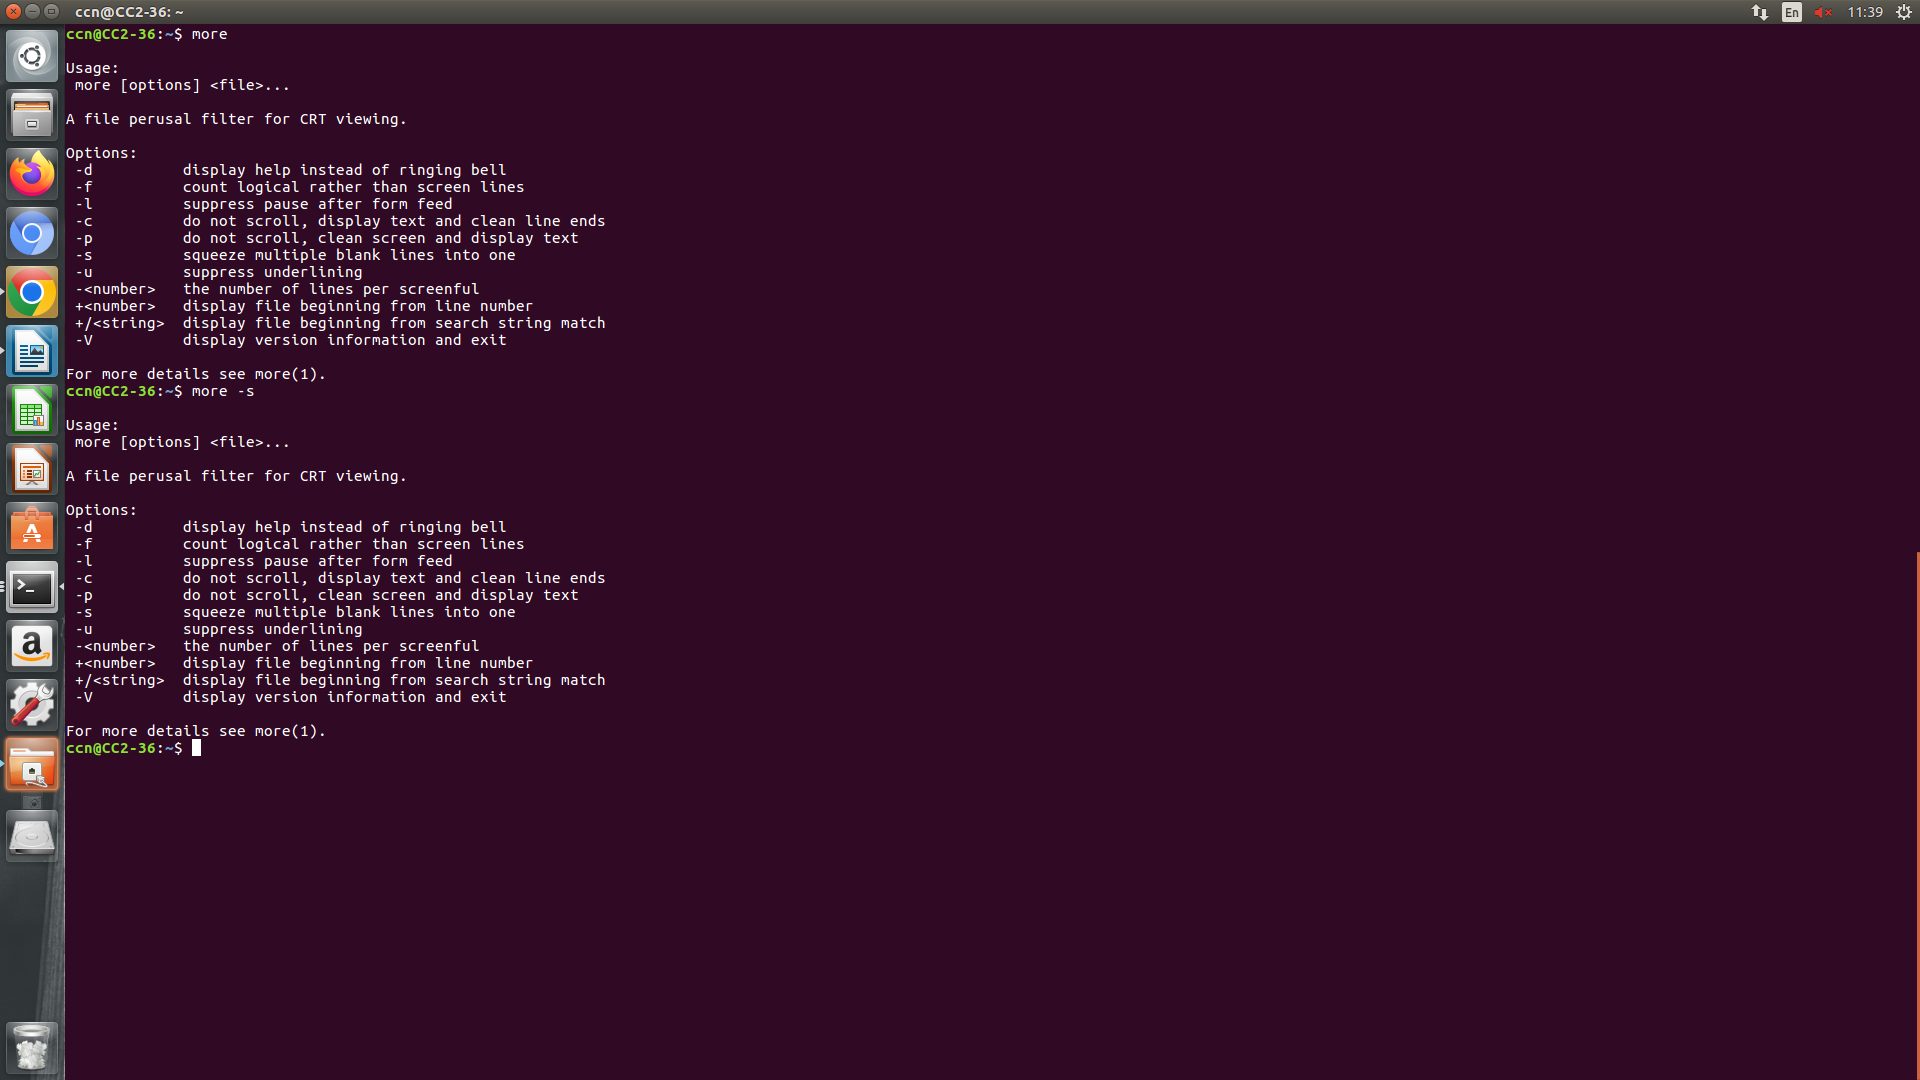 ccn@CC2-36: ~
En
11:39
ccn@CC2-36:~$ more

Usage:
 more [options] <file>...

A file perusal filter for CRT viewing.

Options:
 -d          display help instead of ringing bell
 -f          count logical rather than screen lines
 -l          suppress pause after form feed
 -c          do not scroll, display text and clean line ends
 -p          do not scroll, clean screen and display text
 -s          squeeze multiple blank lines into one
 -u          suppress underlining
 -<number>   the number of lines per screenful
 +<number>   display file beginning from line number
 +/<string>  display file beginning from search string match
 -V          display version information and exit

For more details see more(1).
ccn@CC2-36:~$ more -s

Usage:
 more [options] <file>...

A file perusal filter for CRT viewing.

Options:
 -d          display help instead of ringing bell
 -f          count logical rather than screen lines
 -l          suppress pause after form feed
 -c          do not scroll, display text and clean line ends
 -p          do not scroll, clean screen and display text
 -s          squeeze multiple blank lines into one
 -u          suppress underlining
 -<number>   the number of lines per screenful
 +<number>   display file beginning from line number
 +/<string>  display file beginning from search string match
 -V          display version information and exit

For more details see more(1).
ccn@CC2-36:~$